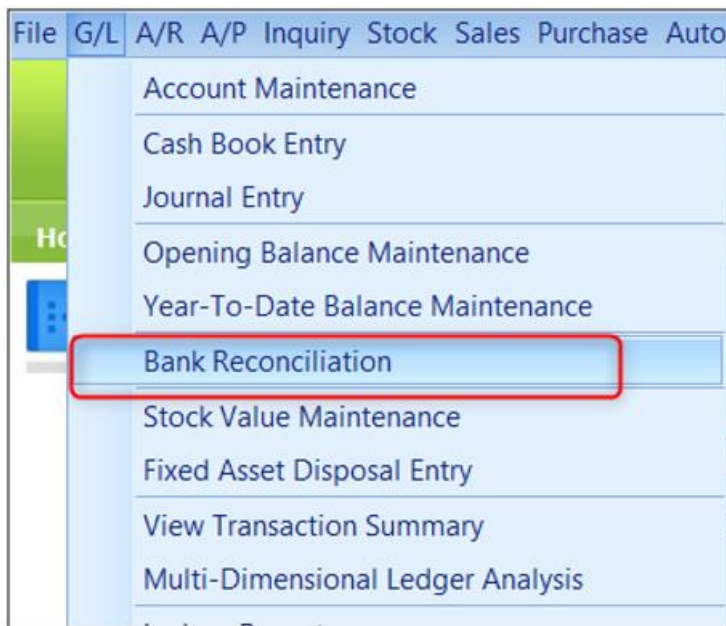 File G/L A/R A/P Inquiry Stock Sales Purchase Auto
Account Maintenance
Cash Book Entry
Journal Entry
Ho
Opening Balance Maintenance
Year-To-Date Balance Maintenance
Bank Reconciliation
Stock Value Maintenance
Fixed Asset Disposal Entry
View Transaction Summary
Multi-Dimensional Ledger Analysis